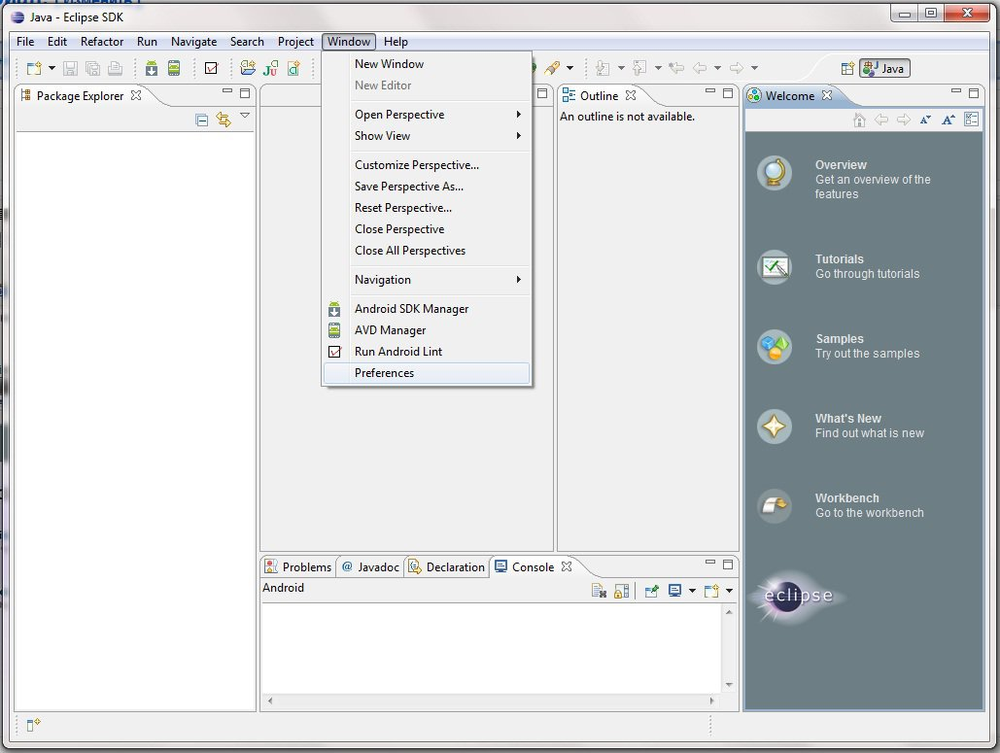 Java - Eclipse SDK
File Edit Refactor Run Navigate Search Project Window Help
Java
New Window
New Editor
Open Perspective
Show View
Customize Perspective...
Save Perspective As...
Reset Perspective...
Close Perspective
Close All Perspectives
Navigation
Android SDK Manager
AVD Manager
Run Android Lint
Preferences
Package Explorer
Outline
An outline is not available.
Welcome
Overview
Get an overview of the
features
Tutorials
Go through tutorials
Samples
Try out the samples
What's New
Find out what is new
Workbench
Go to the workbench
eclipse
Problems @ Javadoc Declaration Console
Android